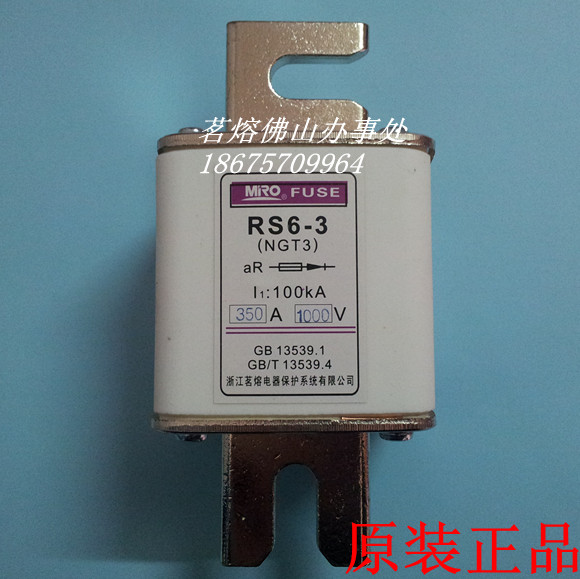 茗熔佛山办事处
18675709964
MIRO ® FUSE
RS6-3
(NGT3)
aR
I₁:100kA
350 A 1000 V
GB 13539.1
GB/T 13539.4
浙江茗熔电器保护系统有限公司
原装正品